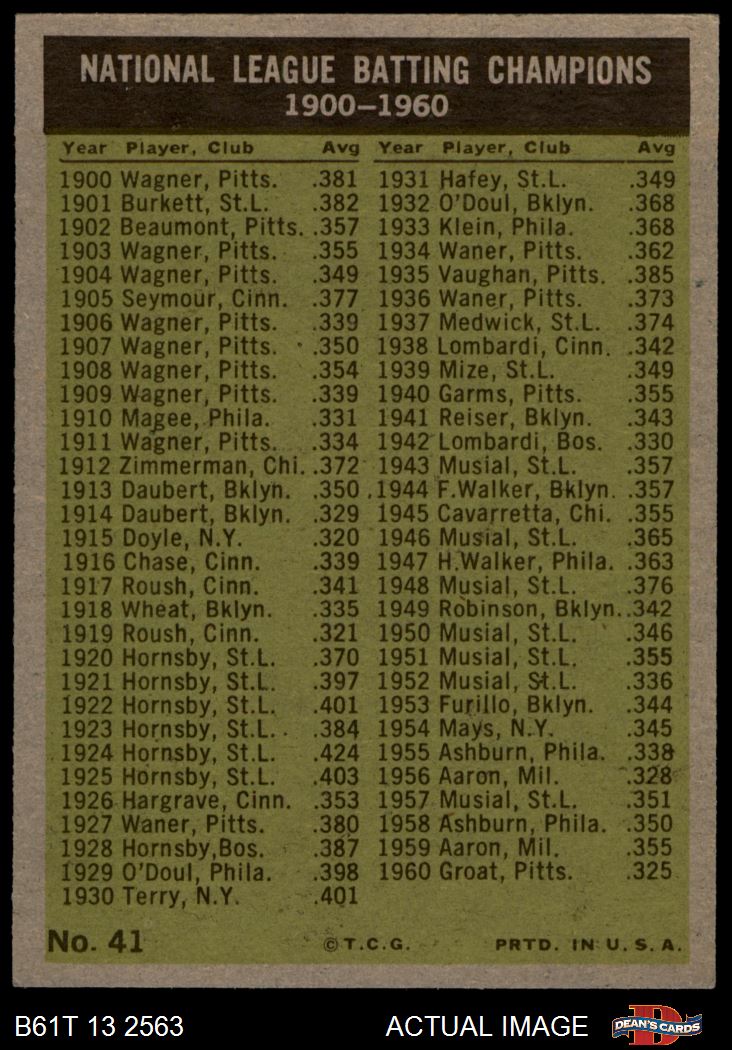 NATIONAL LEAGUE BATTING CHAMPIONS
1900–1960
Year Player, Club Avg
1900 Wagner, Pitts. .381
1901 Burkett, St.L. .382
1902 Beaumont, Pitts. .357
1903 Wagner, Pitts. .355
1904 Wagner, Pitts. .349
1905 Seymour, Cinn. .377
1906 Wagner, Pitts. .339
1907 Wagner, Pitts. .350
1908 Wagner, Pitts. .354
1909 Wagner, Pitts. .339
1910 Magee, Phila. .331
1911 Wagner, Pitts. .334
1912 Zimmerman, Chi. .372
1913 Daubert, Bklyn. .350
1914 Daubert, Bklyn. .329
1915 Doyle, N.Y. .320
1916 Chase, Cinn. .339
1917 Roush, Cinn. .341
1918 Wheat, Bklyn. .335
1919 Roush, Cinn. .321
1920 Hornsby, St.L. .370
1921 Hornsby, St.L. .397
1922 Hornsby, St.L. .401
1923 Hornsby, St.L. .384
1924 Hornsby, St.L. .424
1925 Hornsby, St.L. .403
1926 Hargrave, Cinn. .353
1927 Waner, Pitts. .380
1928 Hornsby,Bos. .387
1929 O'Doul, Phila. .398
1930 Terry, N.Y. .401
Year Player, Club Avg
1931 Hafey, St.L. .349
1932 O'Doul, Bklyn. .368
1933 Klein, Phila. .368
1934 Waner, Pitts. .362
1935 Vaughan, Pitts. .385
1936 Waner, Pitts. .373
1937 Medwick, St.L. .374
1938 Lombardi, Cinn. .342
1939 Mize, St.L. .349
1940 Garms, Pitts. .355
1941 Reiser, Bklyn. .343
1942 Lombardi, Bos. .330
1943 Musial, St.L. .357
1944 F.Walker, Bklyn. .357
1945 Cavarretta, Chi. .355
1946 Musial, St.L. .365
1947 H.Walker, Phila. .363
1948 Musial, St.L. .376
1949 Robinson, Bklyn. .342
1950 Musial, St.L. .346
1951 Musial, St.L. .355
1952 Musial, St.L. .336
1953 Furillo, Bklyn. .344
1954 Mays, N.Y. .345
1955 Ashburn, Phila. .338
1956 Aaron, Mil. .328
1957 Musial, St.L. .351
1958 Ashburn, Phila. .350
1959 Aaron, Mil. .355
1960 Groat, Pitts. .325
No. 41 ©T.C.G. PRTD. IN U.S.A.
B61T 13 2563 ACTUAL IMAGE D DEAN'S CARDS